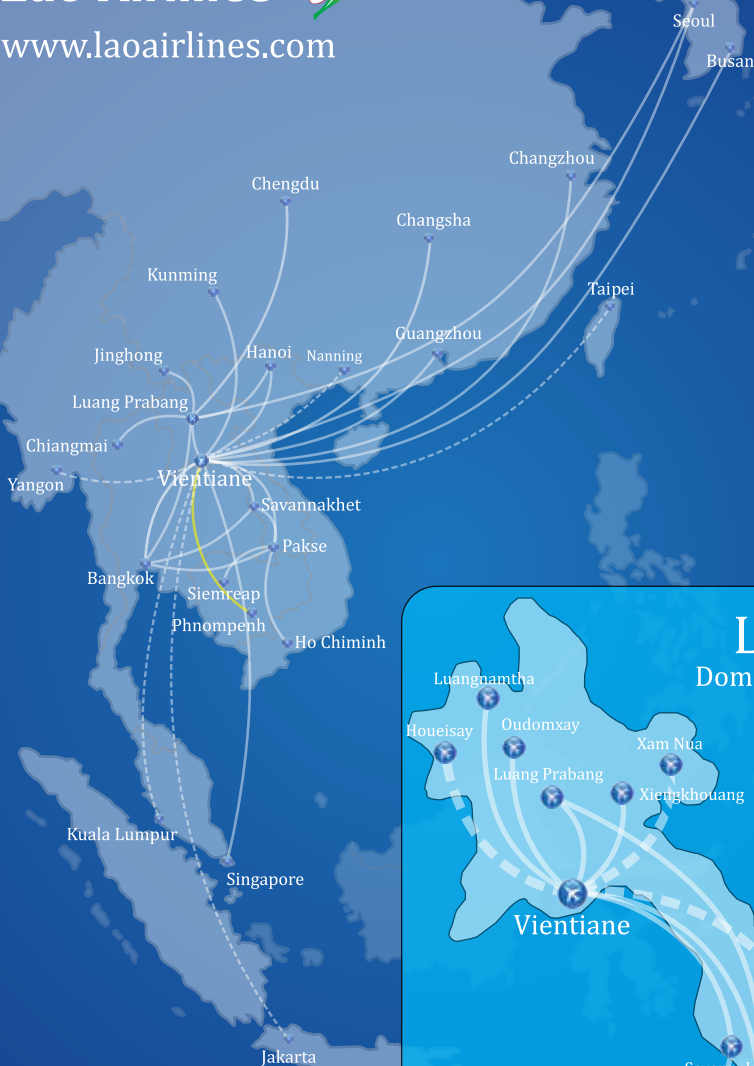 Lao Airlines
www.laoairlines.com
Seoul
Busan
Changzhou
Chengdu
Changsha
Kunming
Taipei
Guangzhou
Jinghong
Hanoi
Nanning
Luang Prabang
Chiangmai
Yangon
Vientiane
Savannakhet
Pakse
Bangkok
Siemreap
Phnompenh
Ho Chiminh
Kuala Lumpur
Singapore
Jakarta
L
Dom
Luangnamtha
Houeisay
Oudomxay
Xam Nua
Luang Prabang
Xiengkhouang
Vientiane